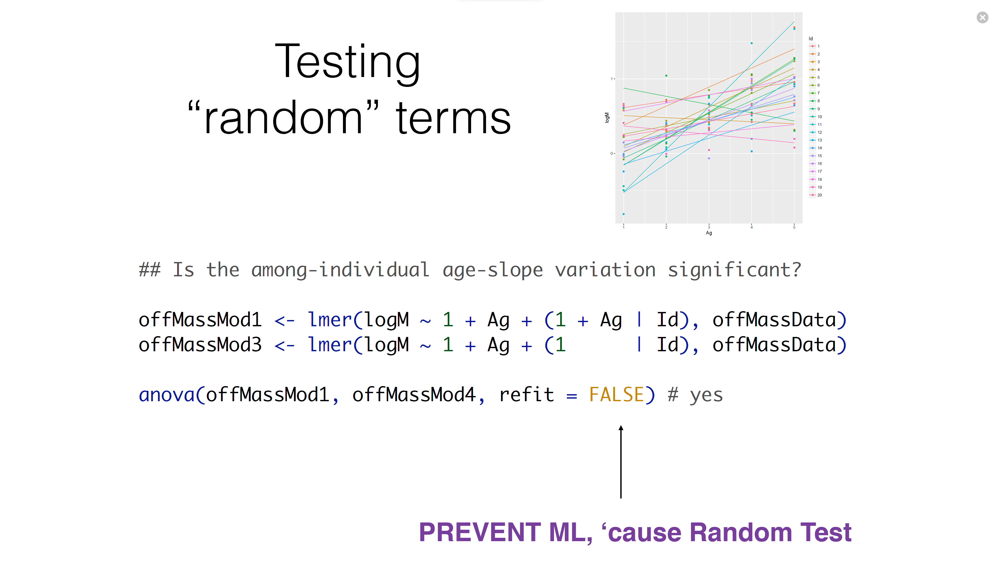 Testing
“random” terms
1
0
logM
1 2 3 4 5
Ag
Id
1
2
3
4
5
6
7
8
9
10
11
12
13
14
15
16
17
18
19
20
## Is the among-individual age-slope variation significant?
offMassMod1 <- lmer(logM ~ 1 + Ag + (1 + Ag | Id), offMassData)
offMassMod3 <- lmer(logM ~ 1 + Ag + (1      | Id), offMassData)
anova(offMassMod1, offMassMod4, refit = FALSE) # yes
PREVENT ML, ‘cause Random Test